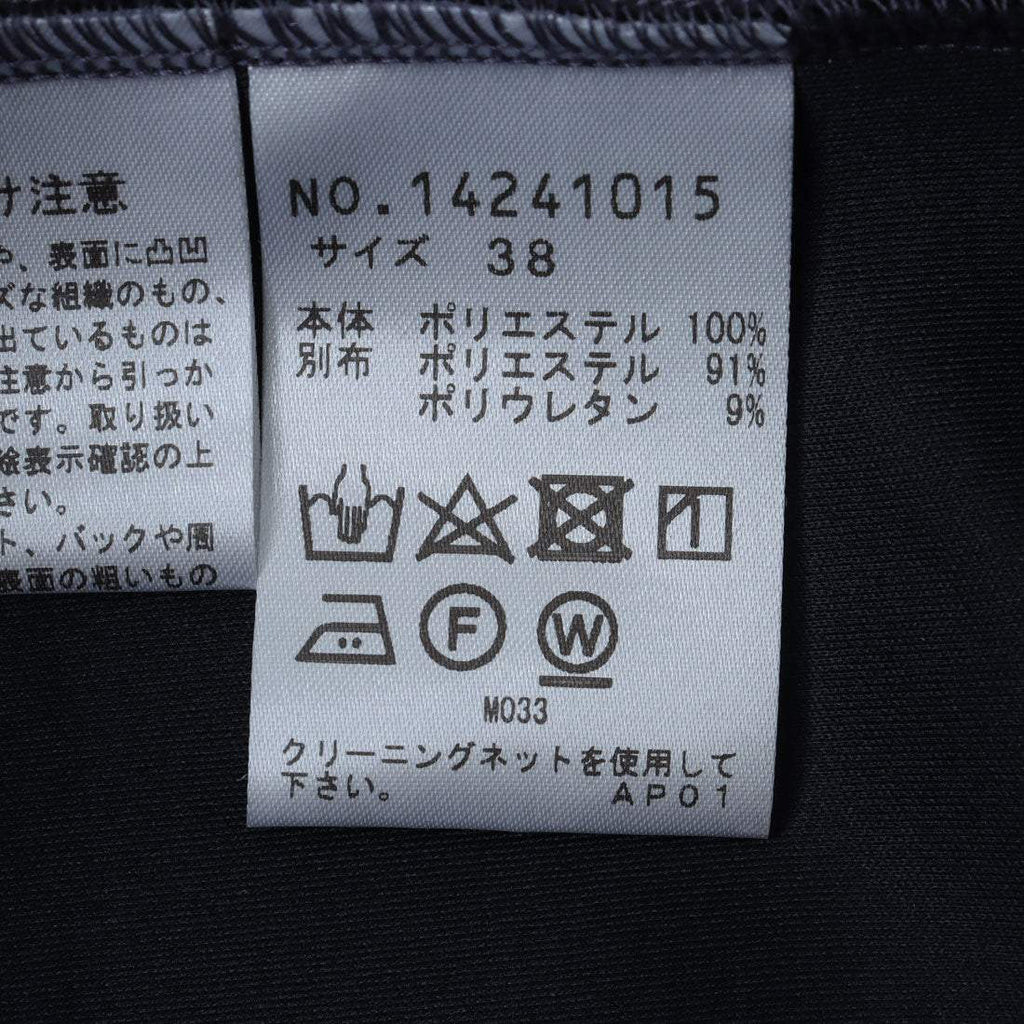 け注意
や、表面に凸凹
ズな組織のもの、
出ているものは
注意から引っか
です。取り扱い
絵表示確認の上
さい。
ト、バックや周
表面の粗いもの
NO.14241015
サイズ 38
本体 ポリエステル 100%
別布 ポリエステル 91%
ポリウレタン 9%
F W
M033
クリーニングネットを使用して
下さい。 AP01